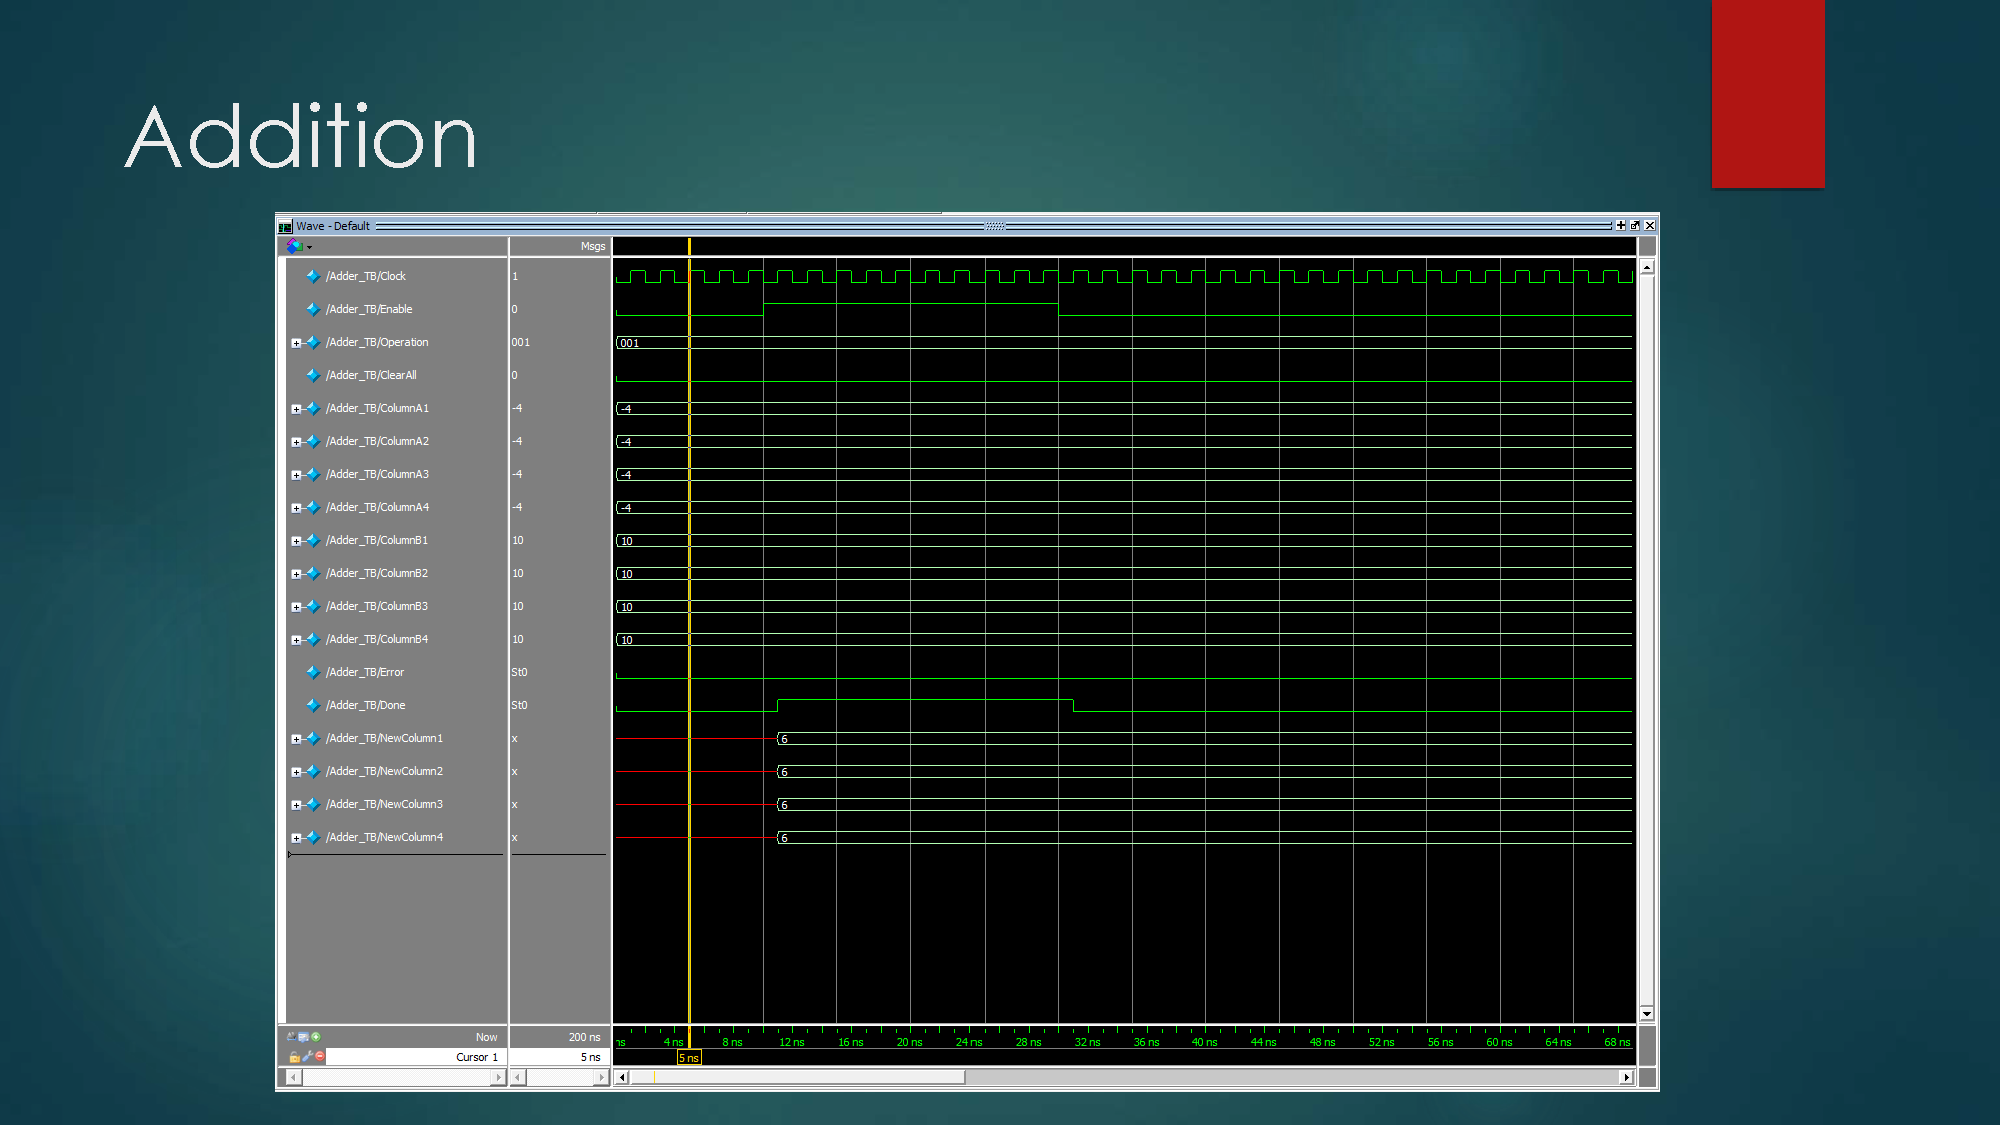 Addition
Wave - Default
Msgs
/Adder_TB/Clock 1
/Adder_TB/Enable 0
/Adder_TB/Operation 001 001
/Adder_TB/ClearAll 0
/Adder_TB/ColumnA1 -4 -4
/Adder_TB/ColumnA2 -4 -4
/Adder_TB/ColumnA3 -4 -4
/Adder_TB/ColumnA4 -4 -4
/Adder_TB/ColumnB1 10 10
/Adder_TB/ColumnB2 10 10
/Adder_TB/ColumnB3 10 10
/Adder_TB/ColumnB4 10 10
/Adder_TB/Error St0
/Adder_TB/Done St0
/Adder_TB/NewColumn1 x 6
/Adder_TB/NewColumn2 x 6
/Adder_TB/NewColumn3 x 6
/Adder_TB/NewColumn4 x 6
Now 200 ns ns 4 ns 8 ns 12 ns 16 ns 20 ns 24 ns 28 ns 32 ns 36 ns 40 ns 44 ns 48 ns 52 ns 56 ns 60 ns 64 ns 68 ns
Cursor 1 5 ns 5 ns